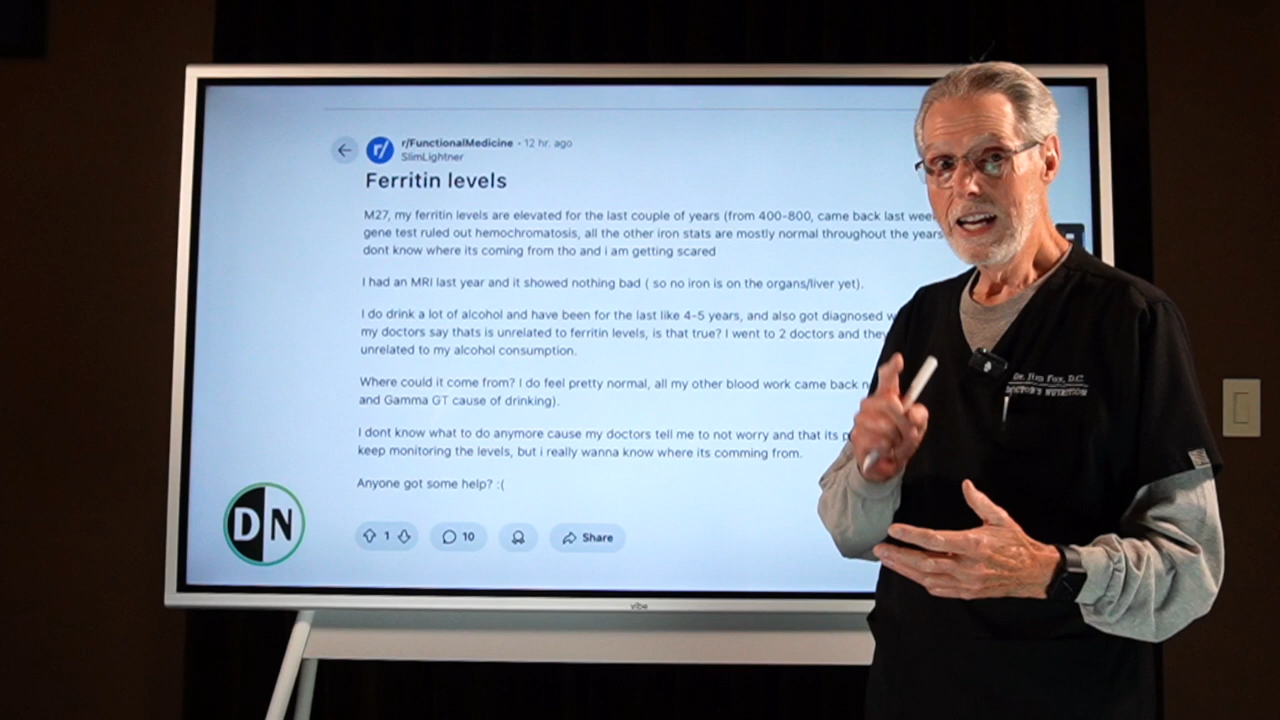 r/FunctionalMedicine • 12 hr. ago
SlimLightner
Ferritin levels
M27, my ferritin levels are elevated for the last couple of years (from 400-800, came back last
gene test ruled out hemochromatosis, all the other iron stats are mostly normal throughout the years
dont know where its coming from tho and i am getting scared
I had an MRI last year and it showed nothing bad ( so no iron is on the organs/liver yet).
I do drink a lot of alcohol and have been for the last like 4-5 years, and also got diagnosed
my doctors say thats is unrelated to ferritin levels, is that true? I went to 2 doctors and they
unrelated to my alcohol consumption.
Where could it come from? I do feel pretty normal, all my other blood work came back
and Gamma GT cause of drinking).
I dont know what to do anymore cause my doctors tell me to not worry and that its
keep monitoring the levels, but i really wanna know where its comming from.
Anyone got some help? :(
1
10
Share
DN
vibe
Dr. Jim Fox, D.C.
DOCTOR'S NUTRITION